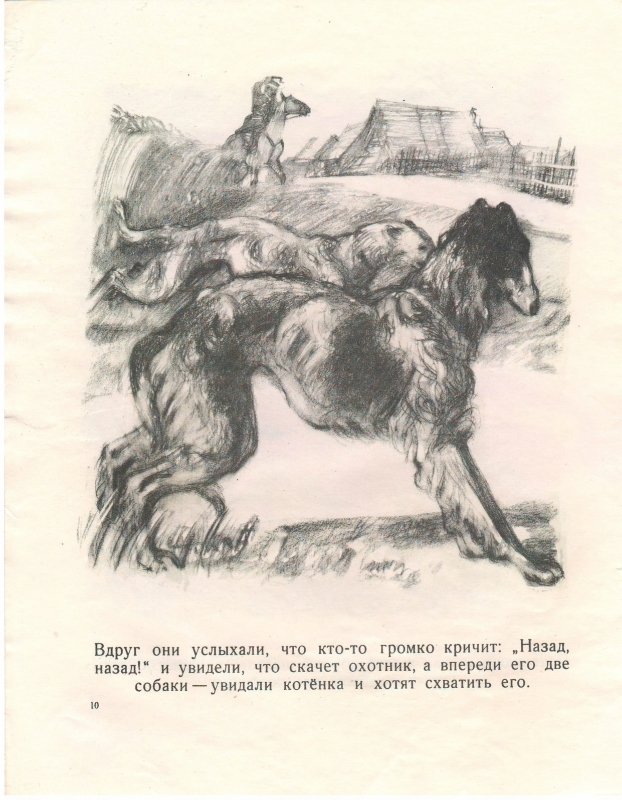 Вдруг они услыхали, что кто-то громко кричит: „Назад,
назад!“ и увидели, что скачет охотник, а впереди его две
собаки — увидали котёнка и хотят схватить его.
10